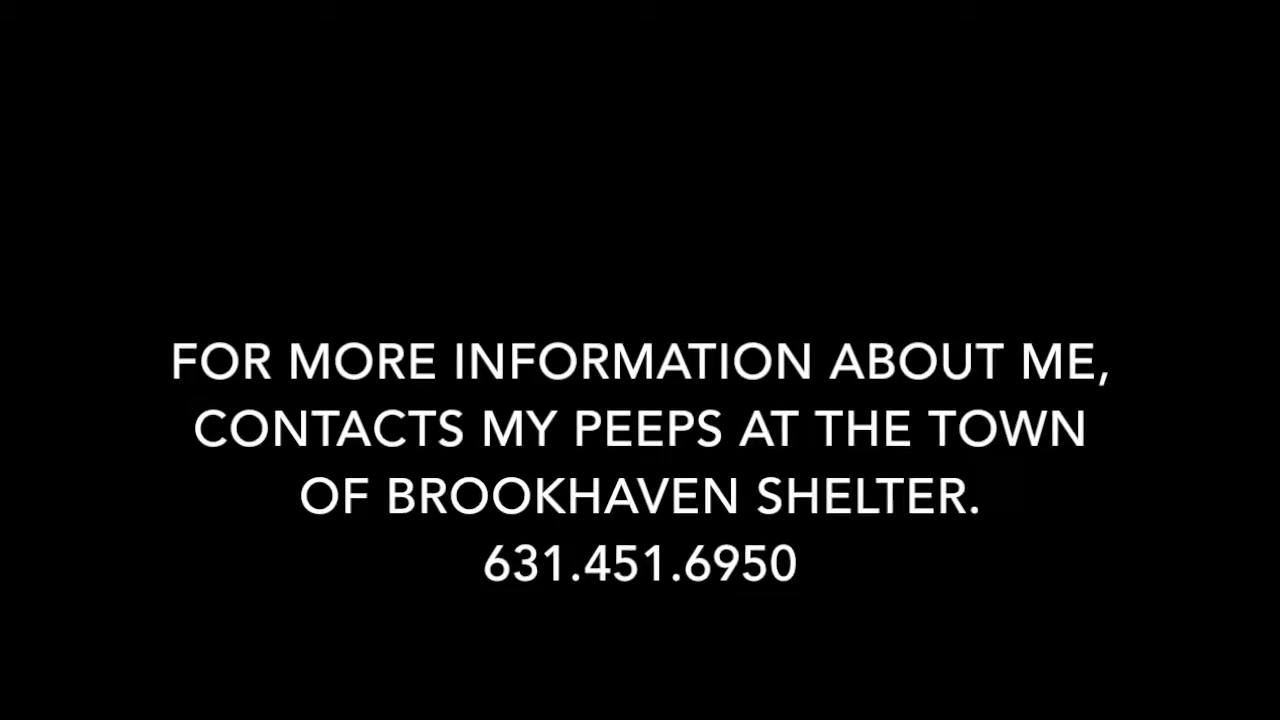 FOR MORE INFORMATION ABOUT ME,
CONTACTS MY PEEPS AT THE TOWN
OF BROOKHAVEN SHELTER.
631.451.6950